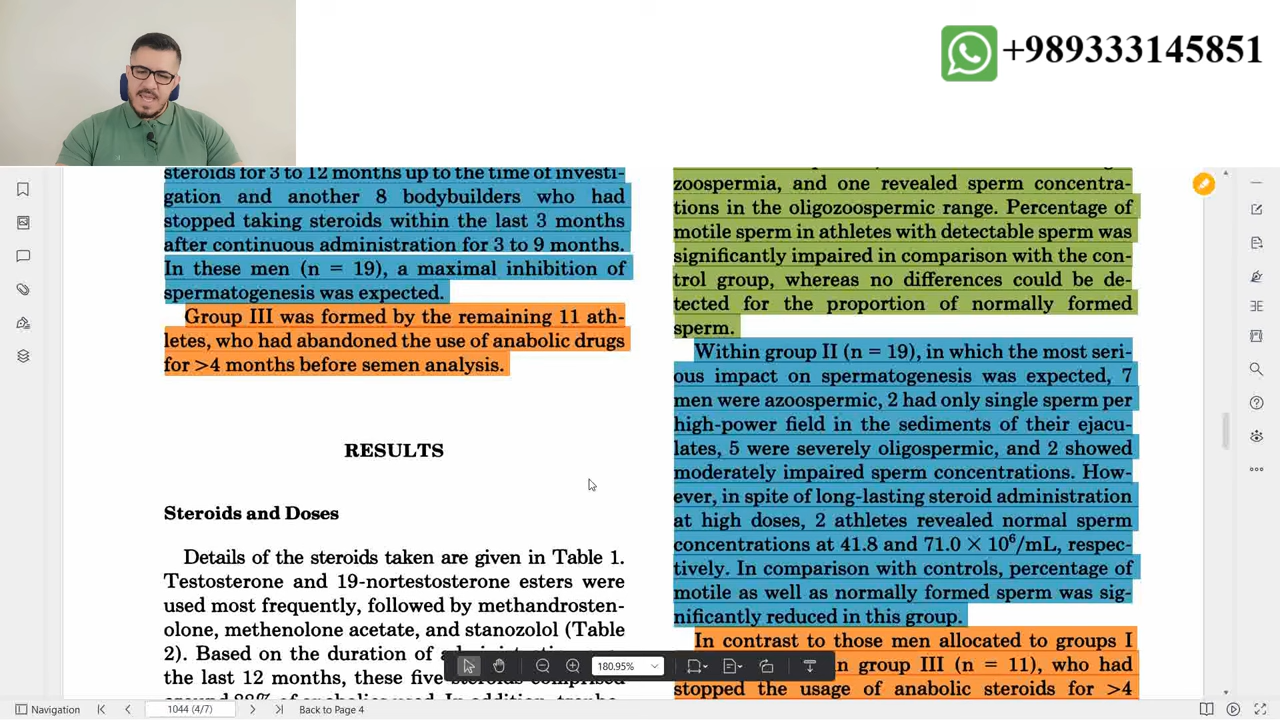 +989333145851
steroids for 3 to 12 months up to the time of investi-
gation and another 8 bodybuilders who had
stopped taking steroids within the last 3 months
after continuous administration for 3 to 9 months.
In these men (n = 19), a maximal inhibition of
spermatogenesis was expected.
Group III was formed by the remaining 11 ath-
letes, who had abandoned the use of anabolic drugs
for >4 months before semen analysis.
RESULTS
Steroids and Doses
Details of the steroids taken are given in Table 1.
Testosterone and 19-nortestosterone esters were
used most frequently, followed by methandrosten-
olone, methenolone acetate, and stanozolol (Table
2). Based on the duration of
the last 12 months, these five steroids comprised
zoospermia, and one revealed sperm concentra-
tions in the oligozoospermic range. Percentage of
motile sperm in athletes with detectable sperm was
significantly impaired in comparison with the con-
trol group, whereas no differences could be de-
tected for the proportion of normally formed
sperm.
Within group II (n = 19), in which the most seri-
ous impact on spermatogenesis was expected, 7
men were azoospermic, 2 had only single sperm per
high-power field in the sediments of their ejacu-
lates, 5 were severely oligospermic, and 2 showed
moderately impaired sperm concentrations. How-
ever, in spite of long-lasting steroid administration
at high doses, 2 athletes revealed normal sperm
concentrations at 41.8 and 71.0 × 10⁶/mL, respec-
tively. In comparison with controls, percentage of
motile as well as normally formed sperm was sig-
nificantly reduced in this group.
In contrast to those men allocated to groups I
in group III (n = 11), who had
stopped the usage of anabolic steroids for >4
180.95%
Navigation
1044 (4/7)
Back to Page 4